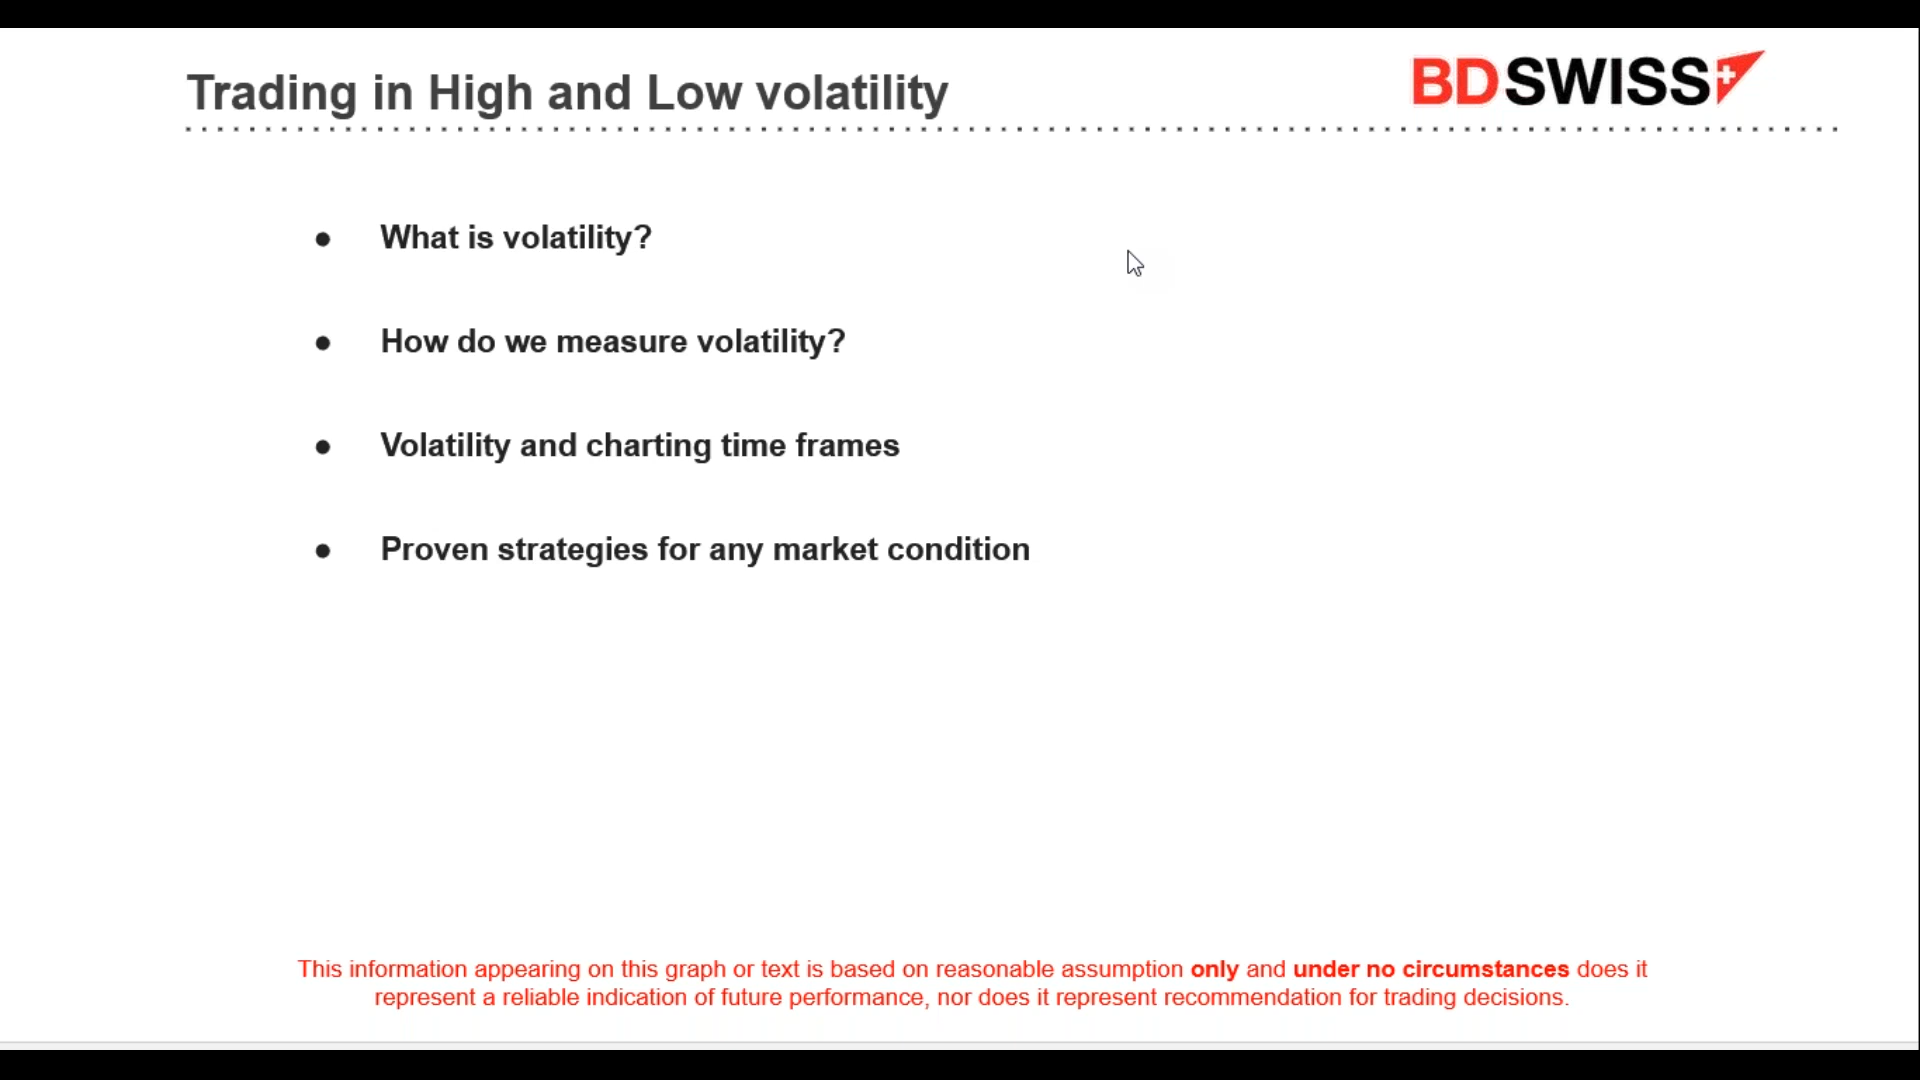 Trading in High and Low volatility
BDSWISS
● What is volatility?
● How do we measure volatility?
● Volatility and charting time frames
● Proven strategies for any market condition
This information appearing on this graph or text is based on reasonable assumption only and under no circumstances does it
represent a reliable indication of future performance, nor does it represent recommendation for trading decisions.